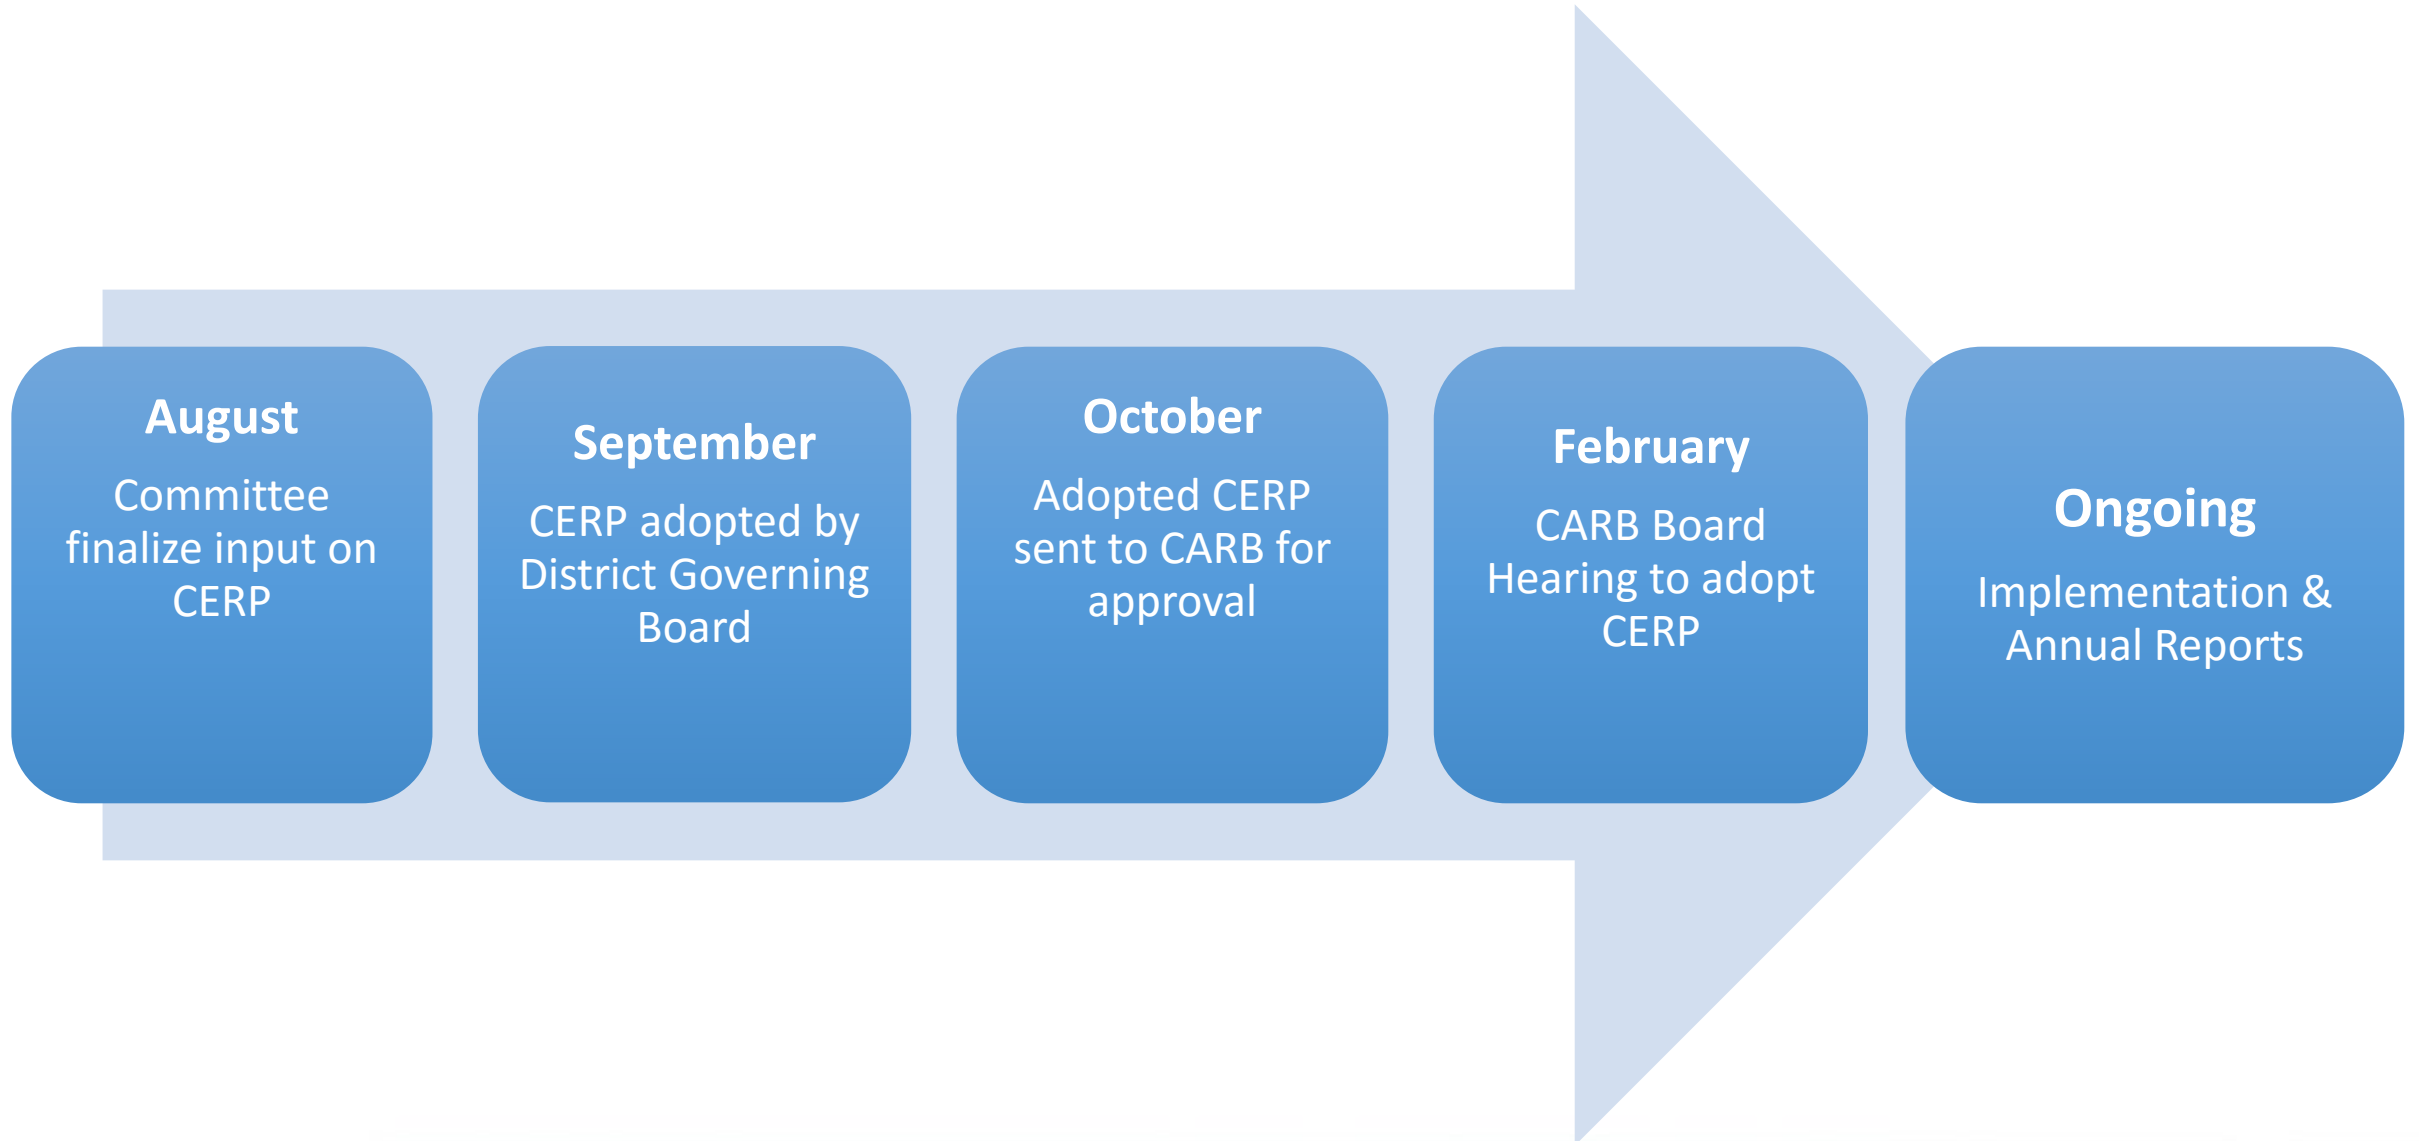 August
Committee
finalize input on
CERP
September
CERP adopted by
District Governing
Board
October
Adopted CERP
sent to CARB for
approval
February
CARB Board
Hearing to adopt
CERP
Ongoing
Implementation &
Annual Reports